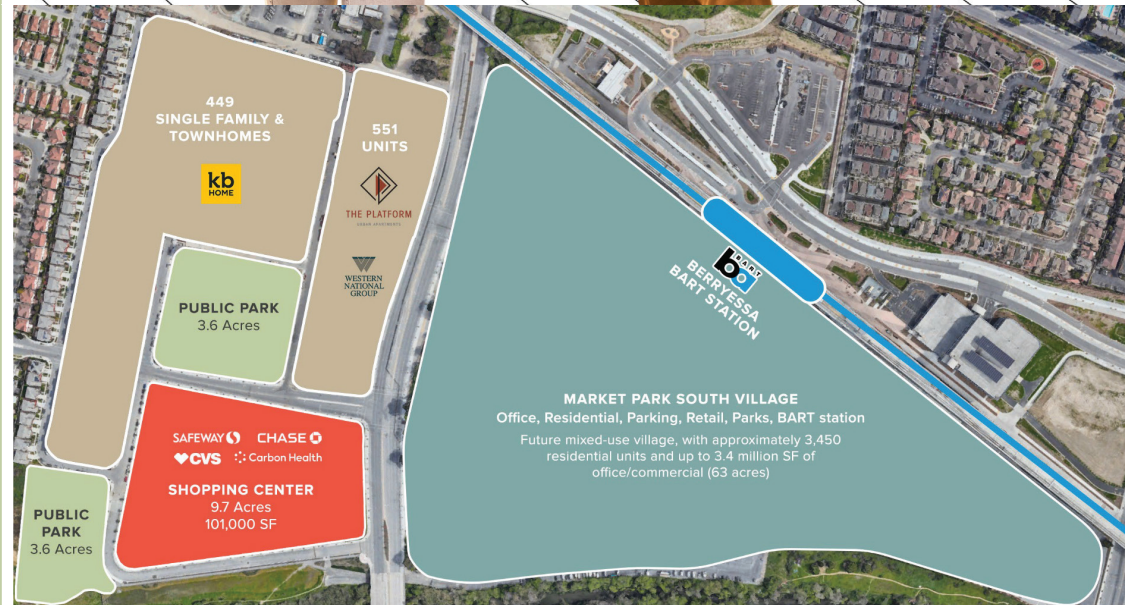 449
SINGLE FAMILY &
TOWNHOMES
kb
HOME
551
UNITS
THE PLATFORM
URBAN APARTMENTS
WESTERN
NATIONAL
GROUP
PUBLIC PARK
3.6 Acres
SAFEWAY CHASE
CVS Carbon Health
SHOPPING CENTER
9.7 Acres
101,000 SF
PUBLIC
PARK
3.6 Acres
b BART
BERRYESSA
BART STATION
MARKET PARK SOUTH VILLAGE
Office, Residential, Parking, Retail, Parks, BART station
Future mixed-use village, with approximately 3,450
residential units and up to 3.4 million SF of
office/commercial (63 acres)